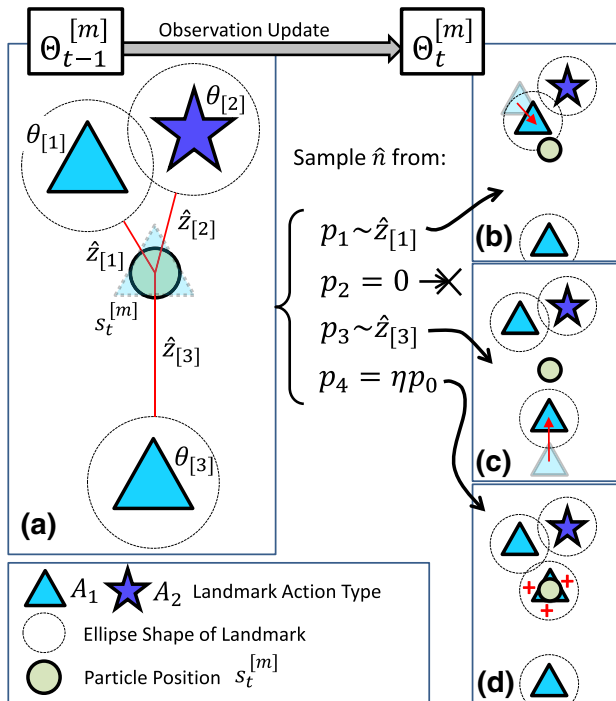 Θ_{t-1}^{[m]}
Observation Update
Θ_t^{[m]}
θ_{[1]}
θ_{[2]}
ẑ_{[1]}
ẑ_{[2]}
s_t^{[m]}
ẑ_{[3]}
θ_{[3]}
(a)
Sample n̂ from:
p_1~ẑ_{[1]}
p_2 = 0
p_3~ẑ_{[3]}
p_4 = ηp_0
(b)
(c)
+ + +
(d)
A_1 A_2 Landmark Action Type
Ellipse Shape of Landmark
Particle Position s_t^{[m]}